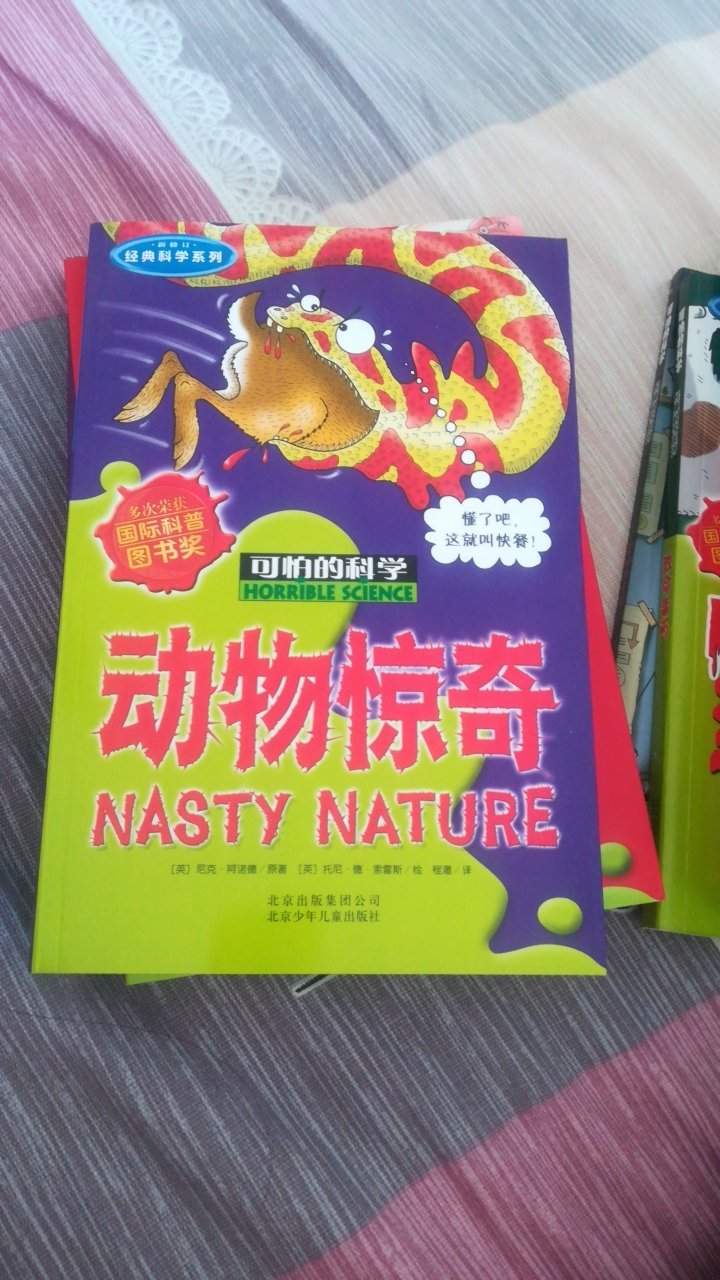 ·新修订·
经典科学系列
多次荣获
国际科普
图书奖
懂了吧，
这就叫快餐！
可怕的科学
HORRIBLE SCIENCE
动物惊奇
NASTY NATURE
［英］尼克·阿诺德／原著 ［英］托尼·德·索雷斯／绘 程遒／译
北京出版集团公司
北京少年儿童出版社